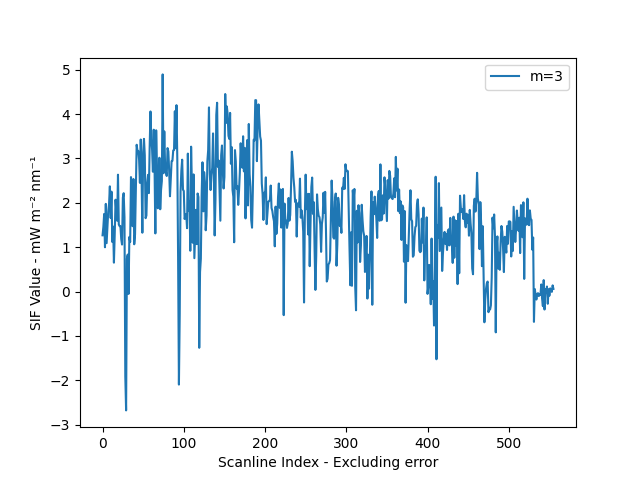 m=3
5
4
3
2
1
0
−1
−2
−3
SIF Value - mW m⁻² nm⁻¹
0 100 200 300 400 500
Scanline Index - Excluding error